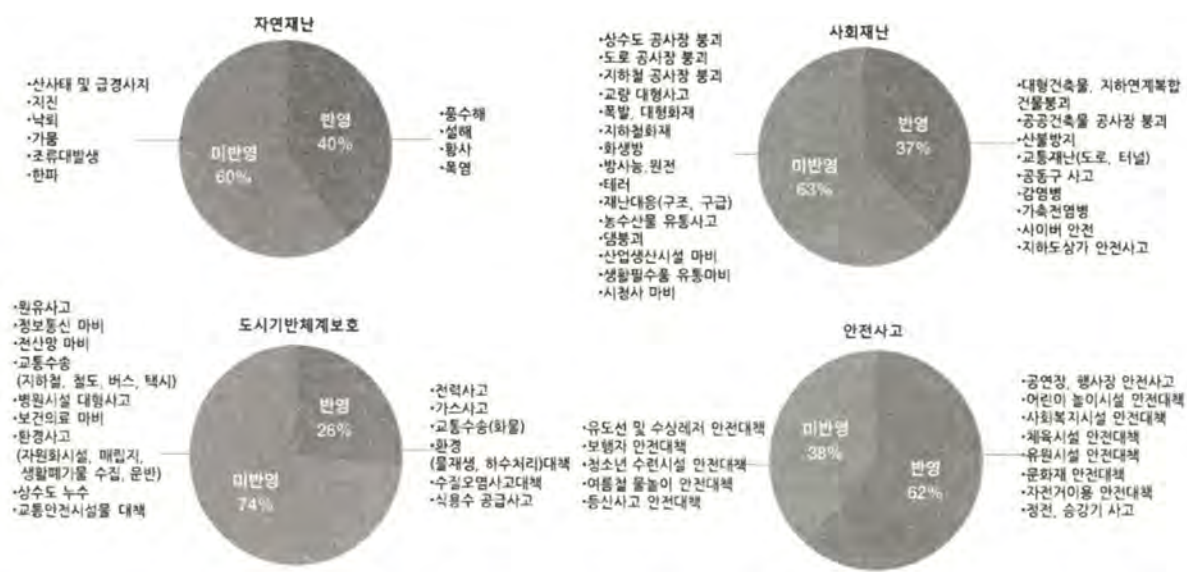 자연재난
•산사태 및 급경사지
•지진
•낙뢰
•가뭄
•조류대발생
•한파
미반영
60%
반영
40%
•풍수해
•설해
•황사
•폭염
사회재난
•상수도 공사장 붕괴
•도로 공사장 붕괴
•지하철 공사장 붕괴
•교량 대형사고
•폭발, 대형화재
•지하철화재
•화생방
•방사능,원전
•테러
•재난대응(구조, 구급)
•농수산물 유통사고
•댐붕괴
•산업생산시설 마비
•생활필수품 유통마비
•시청사 마비
미반영
63%
반영
37%
•대형건축물, 지하연계복합
건물붕괴
•공공건축물 공사장 붕괴
•산불방지
•교통재난(도로, 터널)
•공동구 사고
•감염병
•가축전염병
•사이버 안전
•지하도상가 안전사고
도시기반체계보호
•원유사고
•정보통신 마비
•전산망 마비
•교통수송
(지하철, 철도, 버스, 택시)
•병원시설 대형사고
•보건의료 마비
•환경사고
(자원화시설, 매립지,
생활폐기물 수집, 운반)
•상수도 누수
•교통안전시설물 대책
미반영
74%
반영
26%
•전력사고
•가스사고
•교통수송(화물)
•환경
(물재생, 하수처리)대책
•수질오염사고대책
•식용수 공급사고
안전사고
•유도선 및 수상레저 안전대책
•보행자 안전대책
•청소년 수련시설 안전대책
•여름철 물놀이 안전대책
•등산사고 안전대책
미반영
38%
반영
62%
•공연장, 행사장 안전사고
•어린이 놀이시설 안전대책
•사회복지시설 안전대책
•체육시설 안전대책
•유원시설 안전대책
•문화재 안전대책
•자전거이용 안전대책
•정전, 승강기 사고